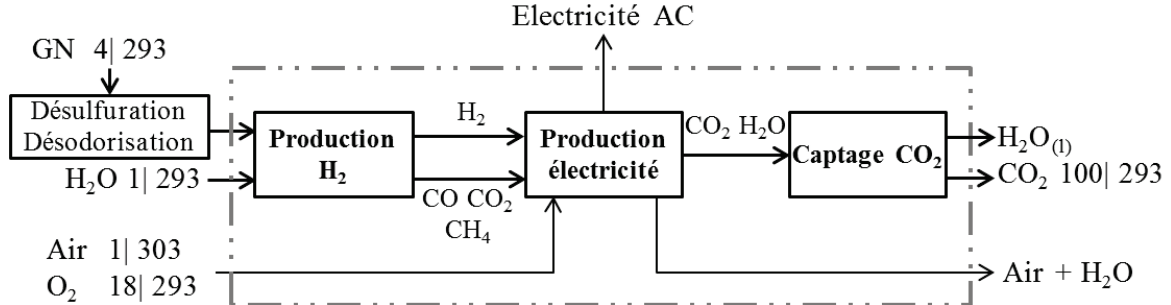 Electricité AC
GN 4| 293
Désulfuration
Désodorisation
H₂O 1| 293
Production
H₂
H₂
CO CO₂
CH₄
Production
électricité
CO₂ H₂O
Captage CO₂
H₂O₍ₗ₎
CO₂ 100| 293
Air 1| 303
O₂ 18| 293
Air + H₂O